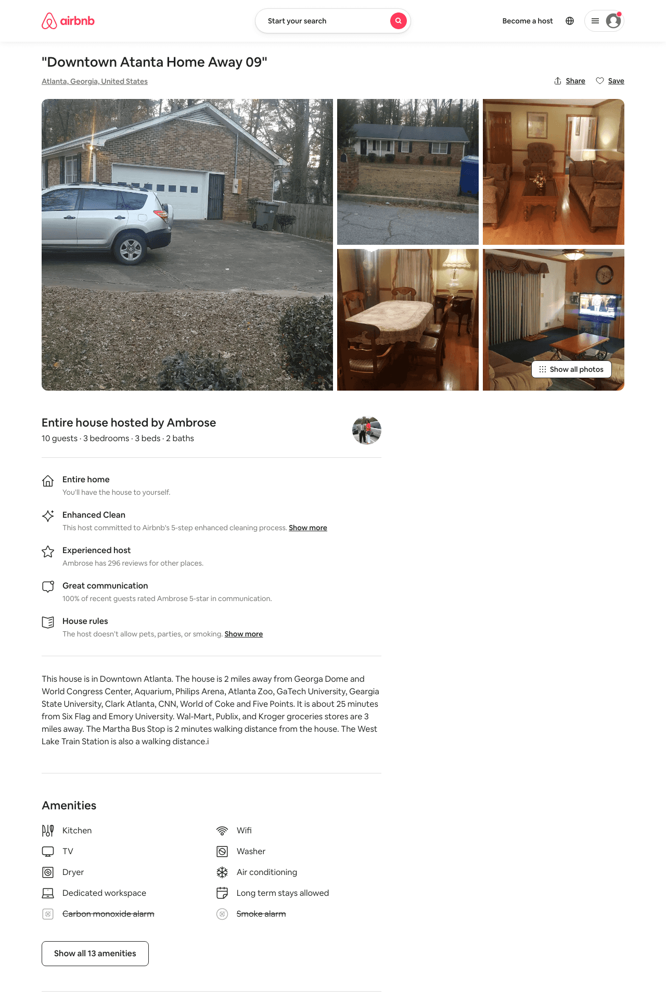 airbnb
Start your search
Become a host
"Downtown Atanta Home Away 09"
Atlanta, Georgia, United States
Share
Save
Show all photos
Entire house hosted by Ambrose
10 guests · 3 bedrooms · 3 beds · 2 baths
Entire home
You'll have the house to yourself.
Enhanced Clean
This host committed to Airbnb's 5-step enhanced cleaning process. Show more
Experienced host
Ambrose has 296 reviews for other places.
Great communication
100% of recent guests rated Ambrose 5-star in communication.
House rules
The host doesn't allow pets, parties, or smoking. Show more
This house is in Downtown Atlanta. The house is 2 miles away from Georga Dome and
World Congress Center, Aquarium, Philips Arena, Atlanta Zoo, GaTech University, Geargia
State University, Clark Atlanta, CNN, World of Coke and Five Points. It is about 25 minutes
from Six Flag and Emory University. Wal-Mart, Publix, and Kroger groceries stores are 3
miles away. The Martha Bus Stop is 2 minutes walking distance from the house. The West
Lake Train Station is also a walking distance.i
Amenities
Kitchen
Wifi
TV
Washer
Dryer
Air conditioning
Dedicated workspace
Long term stays allowed
Carbon monoxide alarm
Smoke alarm
Show all 13 amenities